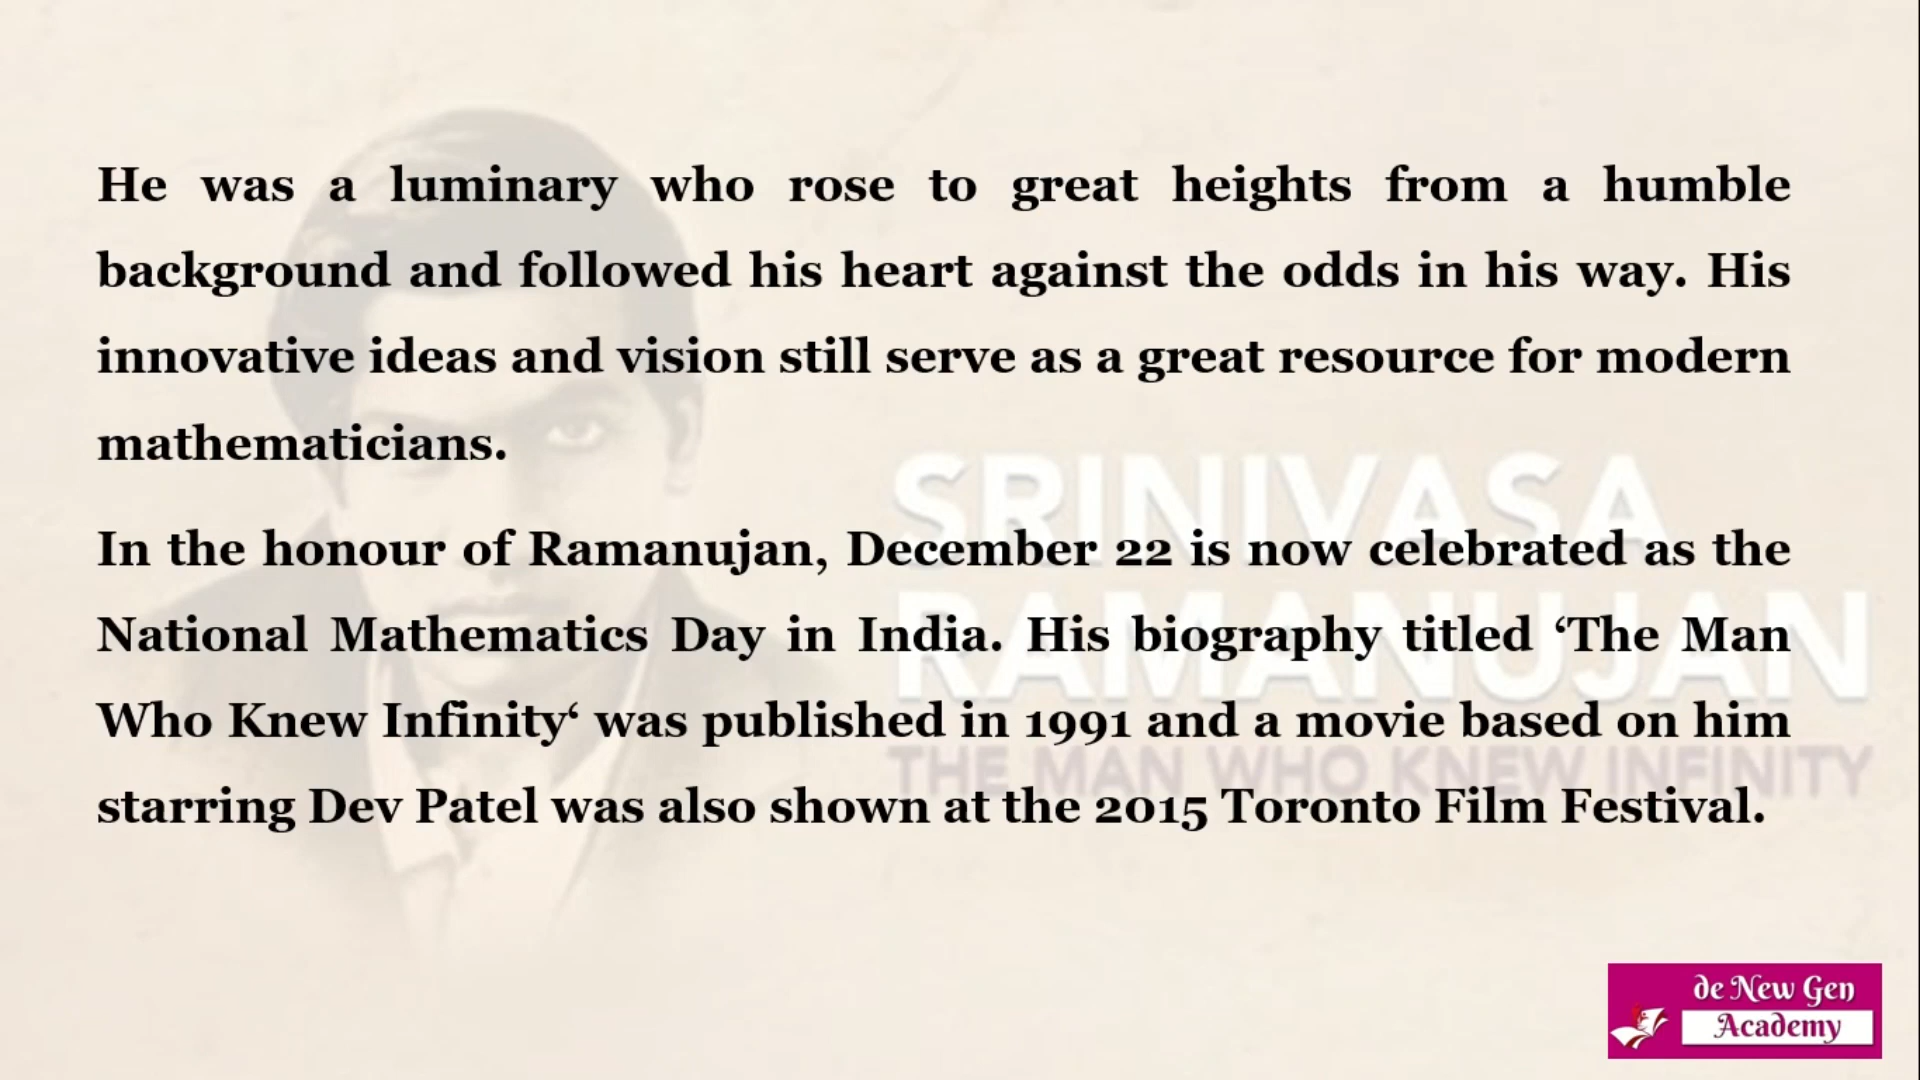 He was a luminary who rose to great heights from a humble
background and followed his heart against the odds in his way. His
innovative ideas and vision still serve as a great resource for modern
mathematicians.
SRINIVASA
In the honour of Ramanujan, December 22 is now celebrated as the
RAMANUJAN
National Mathematics Day in India. His biography titled ‘The Man
Who Knew Infinity‘ was published in 1991 and a movie based on him
THE MAN WHO KNEW INFINITY
starring Dev Patel was also shown at the 2015 Toronto Film Festival.
de New Gen
Academy